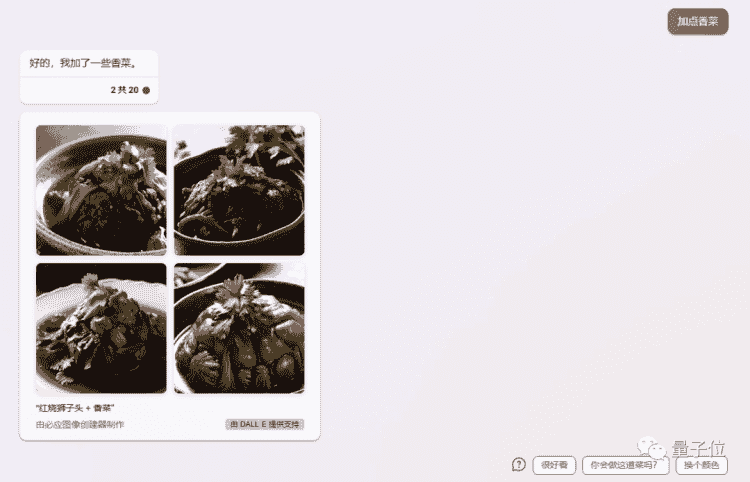 加点香菜
好的，我加了一些香菜。
2 共 20
“红烧狮子头 + 香菜”
由必应图像创建器制作
由 DALL·E 提供支持
很好看
你会做这道菜吗？
换个颜色
量子位